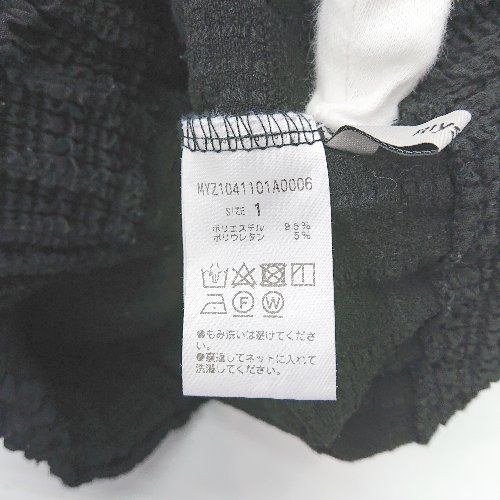 MYZ1041101A0006
SIZE 1
ポリエステル 95%
ポリウレタン 5%
F W
●もみ洗いは避けてくださ
い。
●裏返してネットに入れて
洗濯してください。